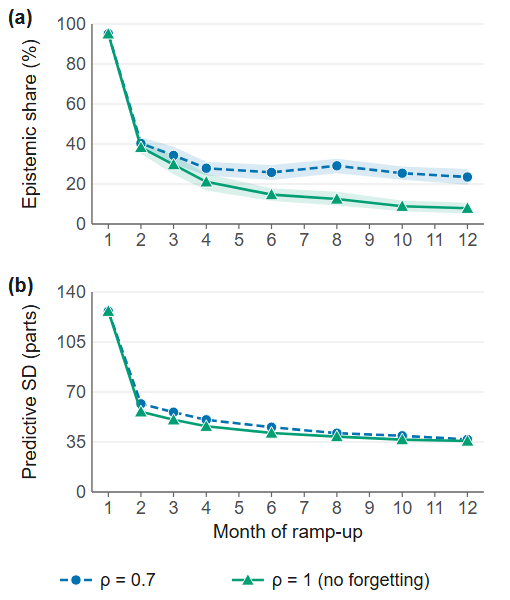 (a)
Epistemic share (%)
100
80
60
40
20
0
1 2 3 4 5 6 7 8 9 10 11 12
(b)
Predictive SD (parts)
140
105
70
35
0
1 2 3 4 5 6 7 8 9 10 11 12
Month of ramp-up
ρ = 0.7 ρ = 1 (no forgetting)